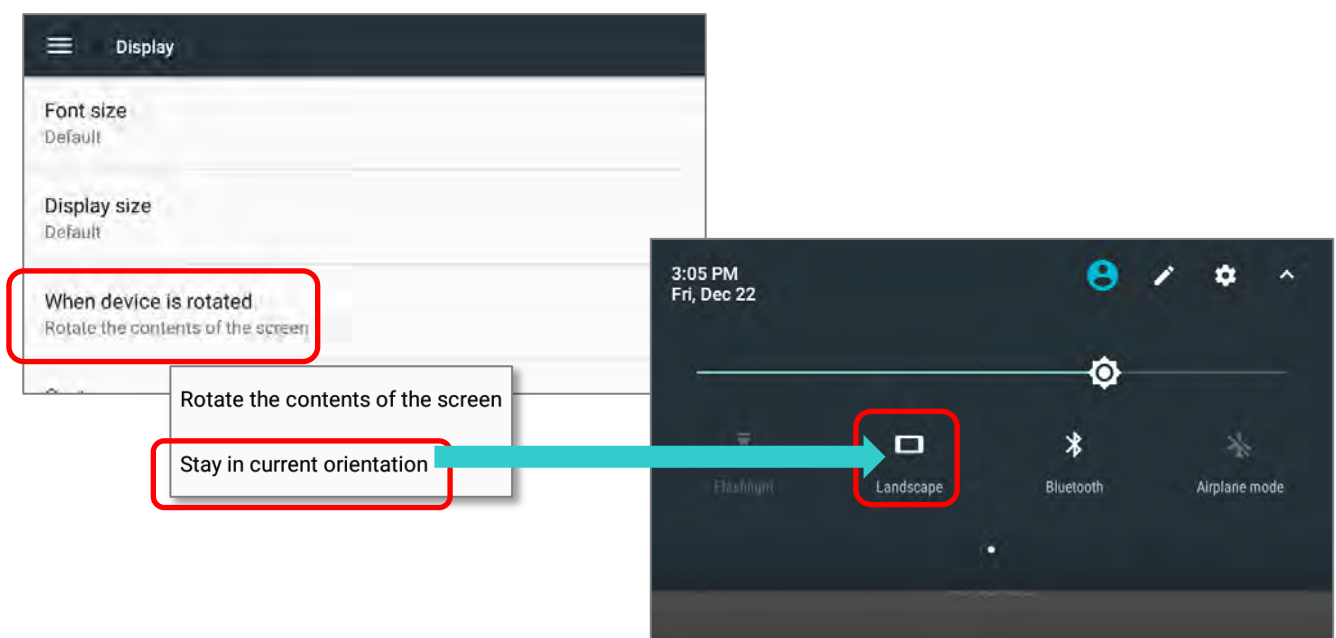 Display
Font size
Default
Display size
Default
When device is rotated
Rotate the contents of the screen
Rotate the contents of the screen
Stay in current orientation
3:05 PM
Fri, Dec 22
Flashlight
Landscape
Bluetooth
Airplane mode